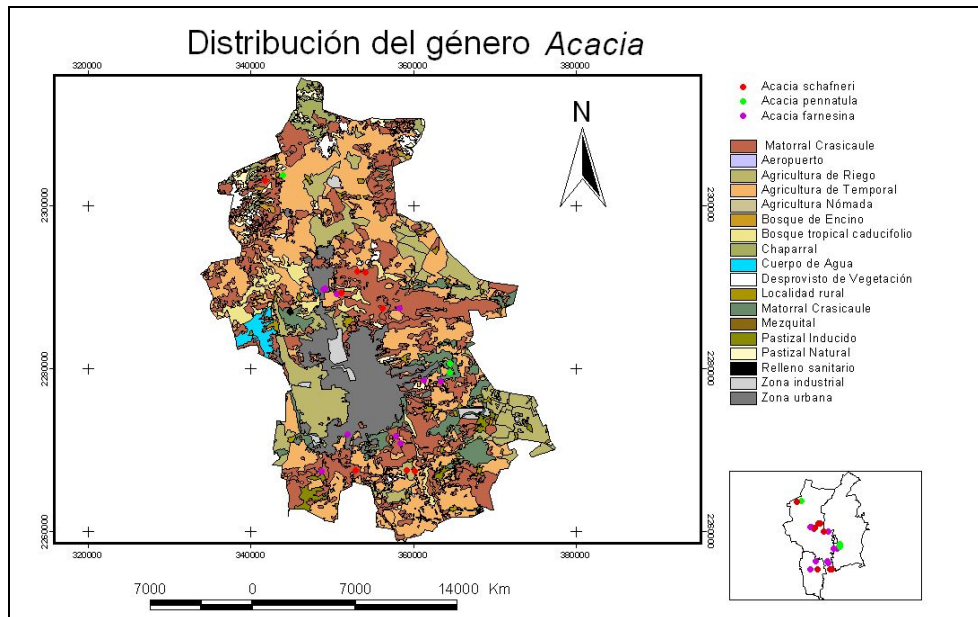 Distribución del género Acacia
320000 340000 360000 380000
Acacia schafneri
Acacia pennatula
Acacia farnesina
N
Matorral Crasicaule
Aeropuerto
Agricultura de Riego
Agricultura de Temporal
Agricultura Nómada
Bosque de Encino
Bosque tropical caducifolio
Chaparral
Cuerpo de Agua
Desprovisto de Vegetación
Localidad rural
Matorral Crasicaule
Mezquital
Pastizal Inducido
Pastizal Natural
Relleno sanitario
Zona industrial
Zona urbana
2300000 2300000
2280000 2280000
2260000 2260000
320000 340000 360000 380000
7000 0 7000 14000 Km